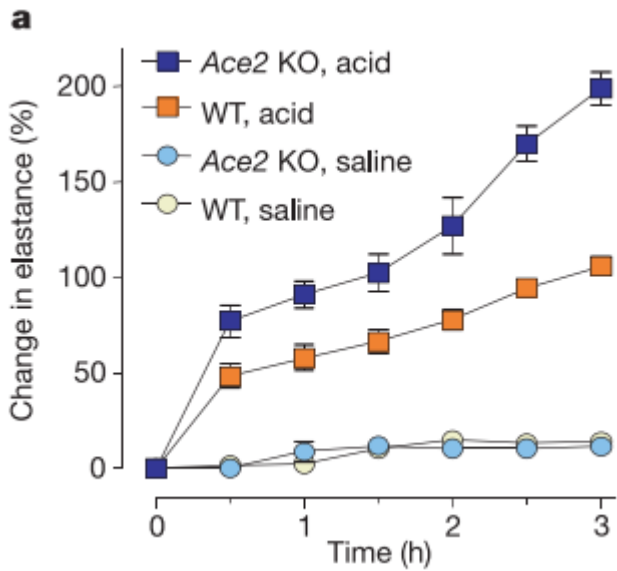 a
Ace2 KO, acid
WT, acid
Ace2 KO, saline
WT, saline
Change in elastance (%)
200
150
100
50
0
0 1 2 3
Time (h)